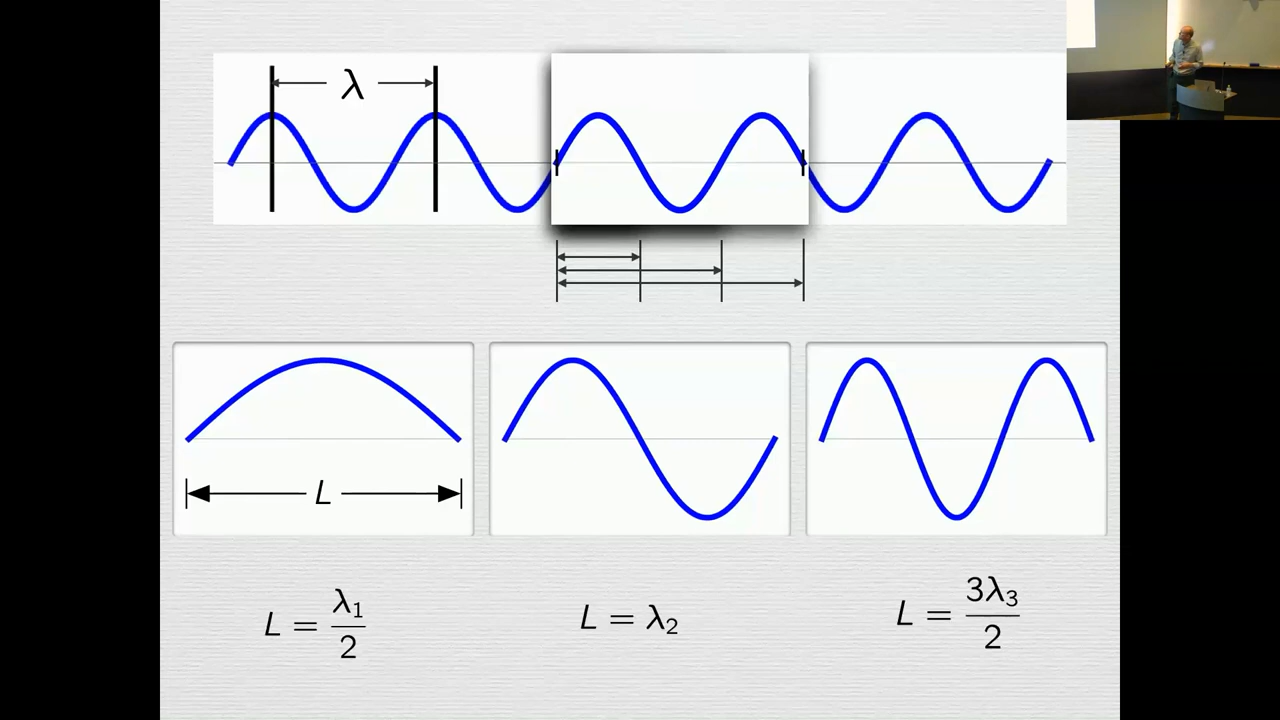 λ
L
L = λ₁/2
L = λ₂
L = 3λ₃/2